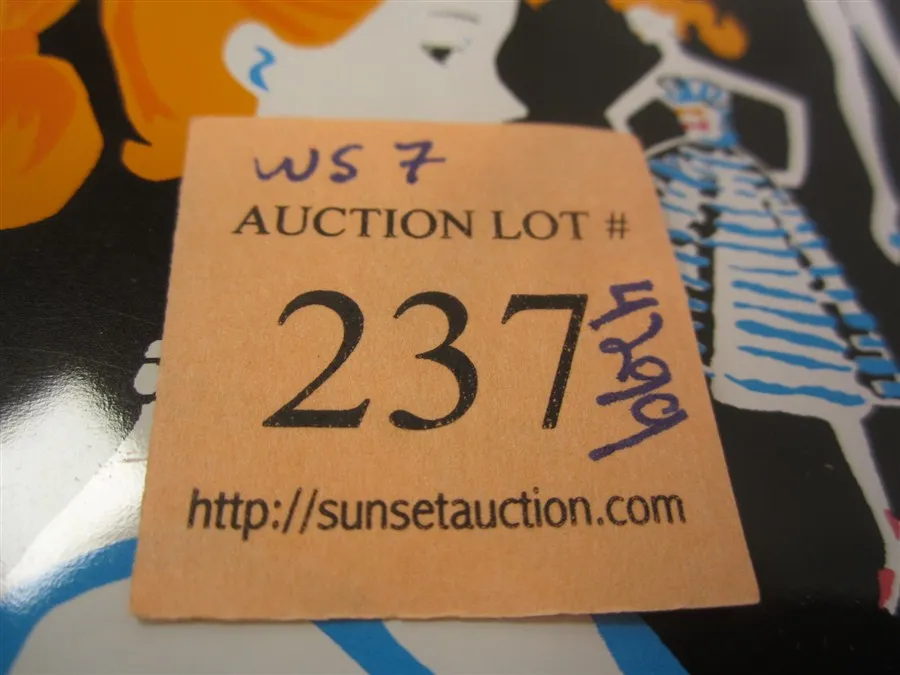 WS 7
AUCTION LOT #
237
http://sunsetauction.com